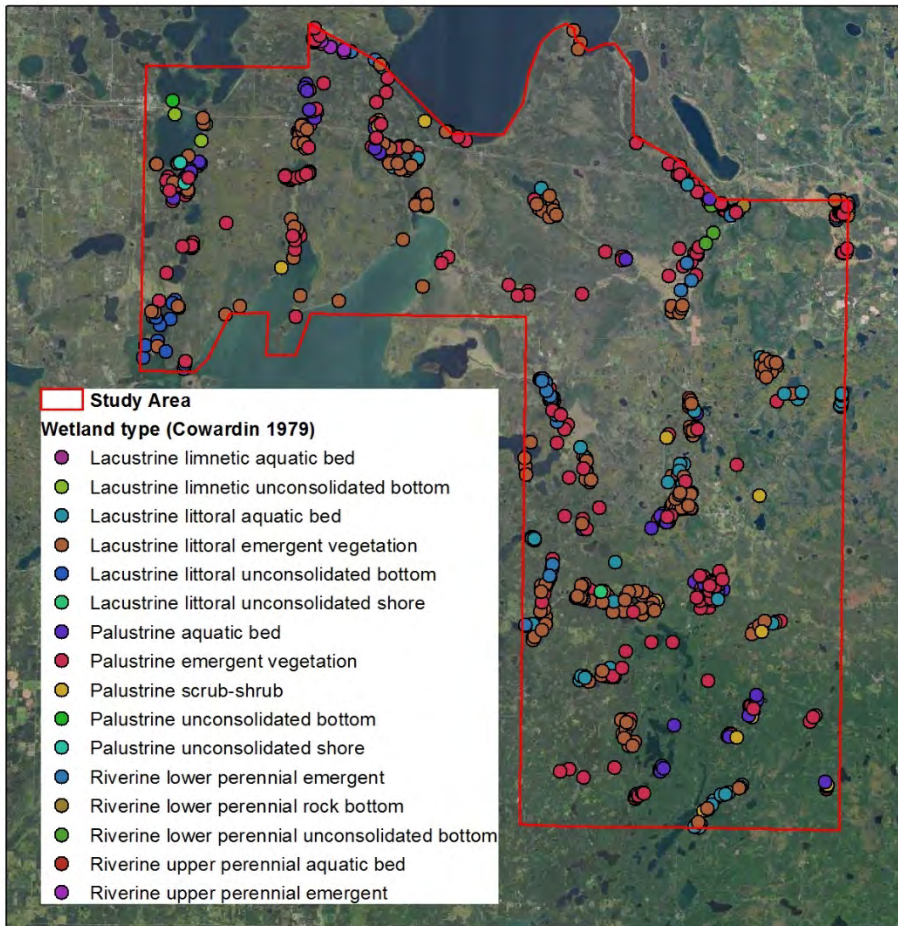 Study Area
Wetland type (Cowardin 1979)
Lacustrine limnetic aquatic bed
Lacustrine limnetic unconsolidated bottom
Lacustrine littoral aquatic bed
Lacustrine littoral emergent vegetation
Lacustrine littoral unconsolidated bottom
Lacustrine littoral unconsolidated shore
Palustrine aquatic bed
Palustrine emergent vegetation
Palustrine scrub-shrub
Palustrine unconsolidated bottom
Palustrine unconsolidated shore
Riverine lower perennial emergent
Riverine lower perennial rock bottom
Riverine lower perennial unconsolidated bottom
Riverine upper perennial aquatic bed
Riverine upper perennial emergent